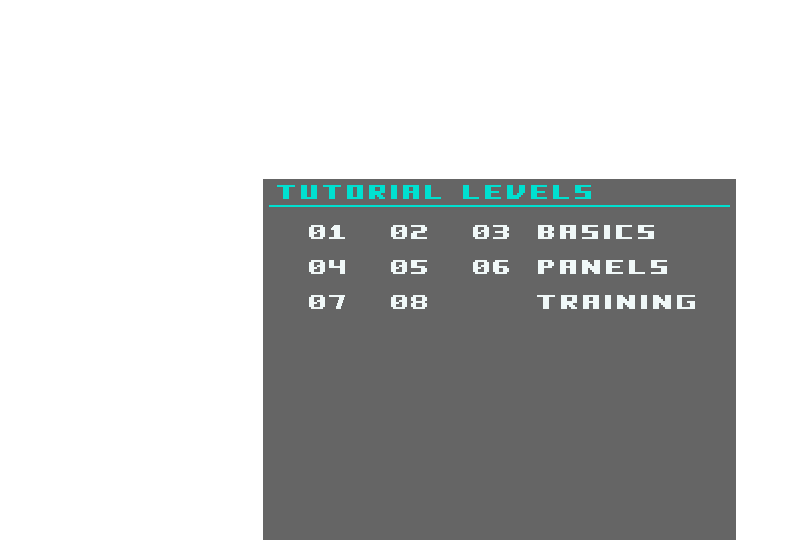 TUTORIAL LEVELS
01 02 03 BASICS
04 05 06 PANELS
07 08 TRAINING